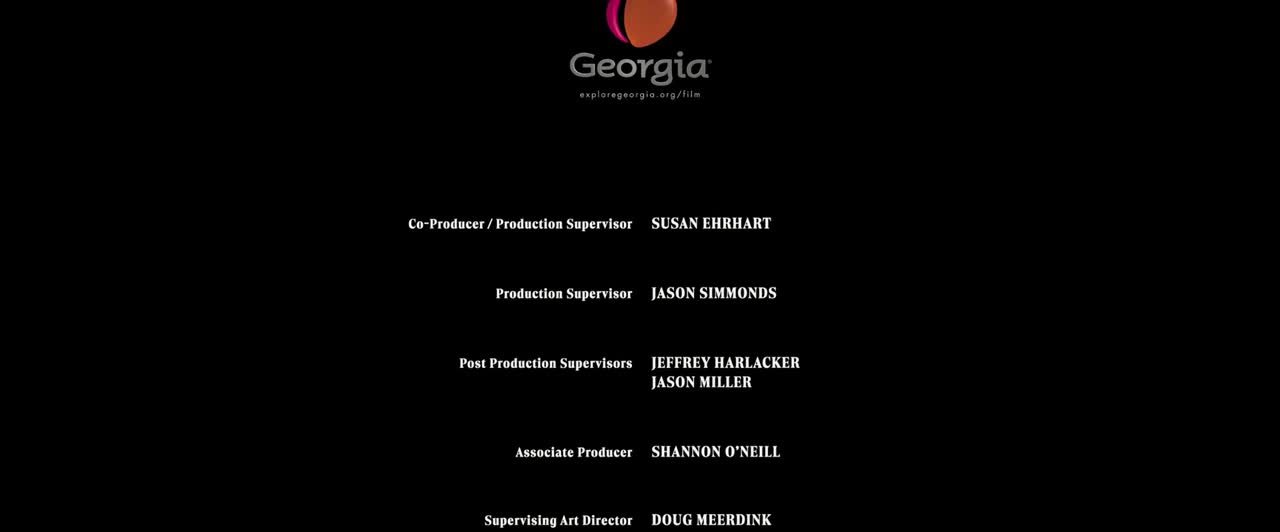 Georgia
exploregeorgia.org/film
Co-Producer / Production Supervisor SUSAN EHRHART
Production Supervisor JASON SIMMONDS
Post Production Supervisors JEFFREY HARLACKER
JASON MILLER
Associate Producer SHANNON O'NEILL
Supervising Art Director DOUG MEERDINK